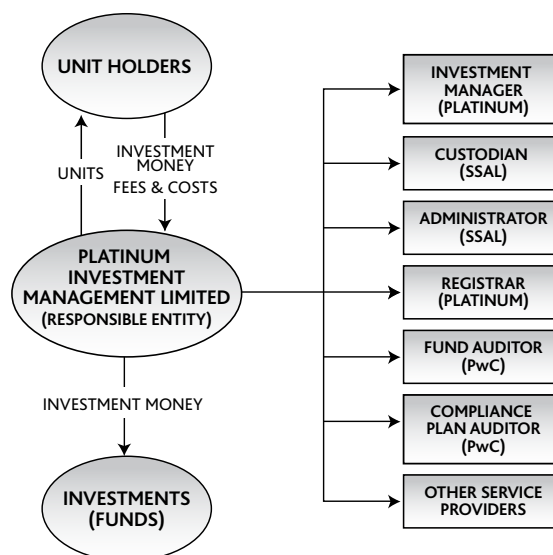 UNIT HOLDERS
UNITS
INVESTMENT
MONEY
FEES & COSTS
PLATINUM
INVESTMENT
MANAGEMENT LIMITED
(RESPONSIBLE ENTITY)
INVESTMENT MONEY
INVESTMENTS
(FUNDS)
INVESTMENT
MANAGER
(PLATINUM)
CUSTODIAN
(SSAL)
ADMINISTRATOR
(SSAL)
REGISTRAR
(PLATINUM)
FUND AUDITOR
(PwC)
COMPLIANCE
PLAN AUDITOR
(PwC)
OTHER SERVICE
PROVIDERS